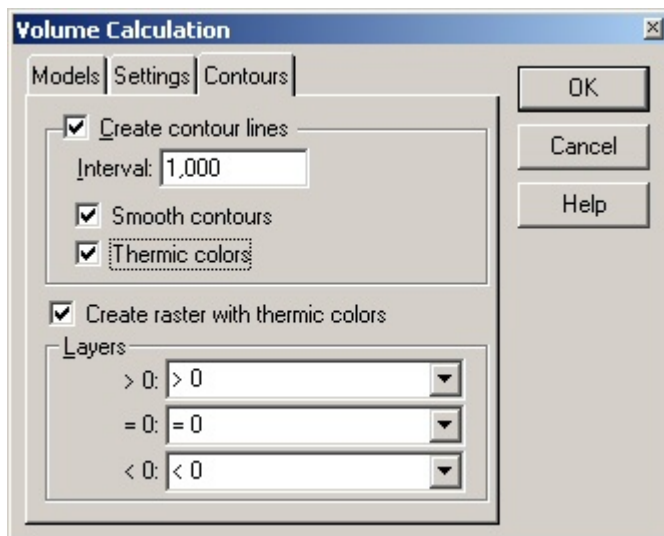 Volume Calculation
Models Settings Contours
OK
Cancel
Help
Create contour lines
Interval: 1,000
Smooth contours
Thermic colors
Create raster with thermic colors
Layers
> 0: > 0
= 0: = 0
< 0: < 0